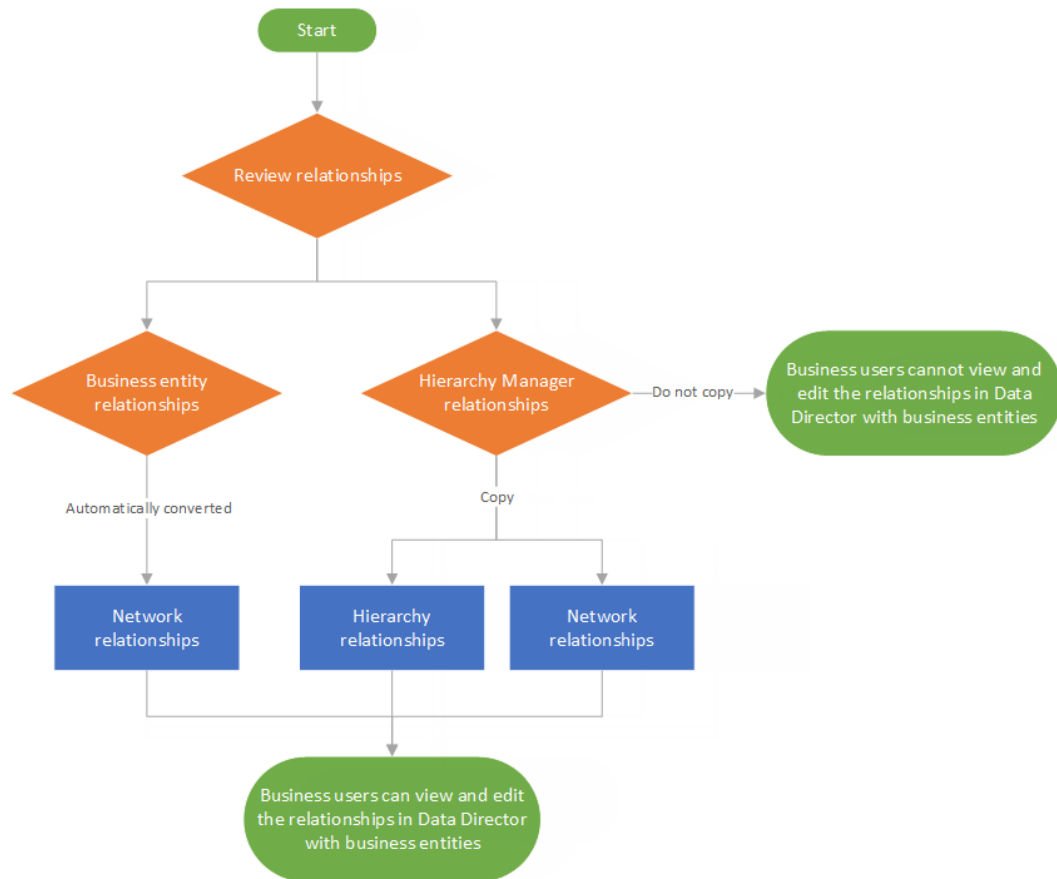 Start
Review relationships
Business entity
relationships
Hierarchy Manager
relationships
Do not copy
Business users cannot view and
edit the relationships in Data
Director with business entities
Automatically converted
Copy
Network
relationships
Hierarchy
relationships
Network
relationships
Business users can view and edit
the relationships in Data Director
with business entities